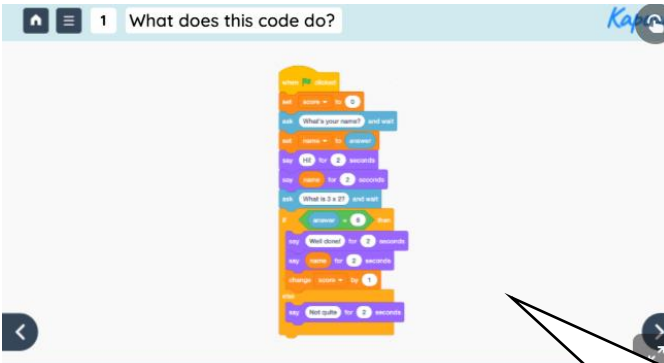 1 What does this code do?
when clicked
set score to 0
ask What's your name? and wait
set name to answer
say Hi! for 2 seconds
say name for 2 seconds
ask What is 3 x 2? and wait
if answer = 6 then
say Well done! for 2 seconds
say name for 2 seconds
change score by 1
else
say Not quite for 2 seconds